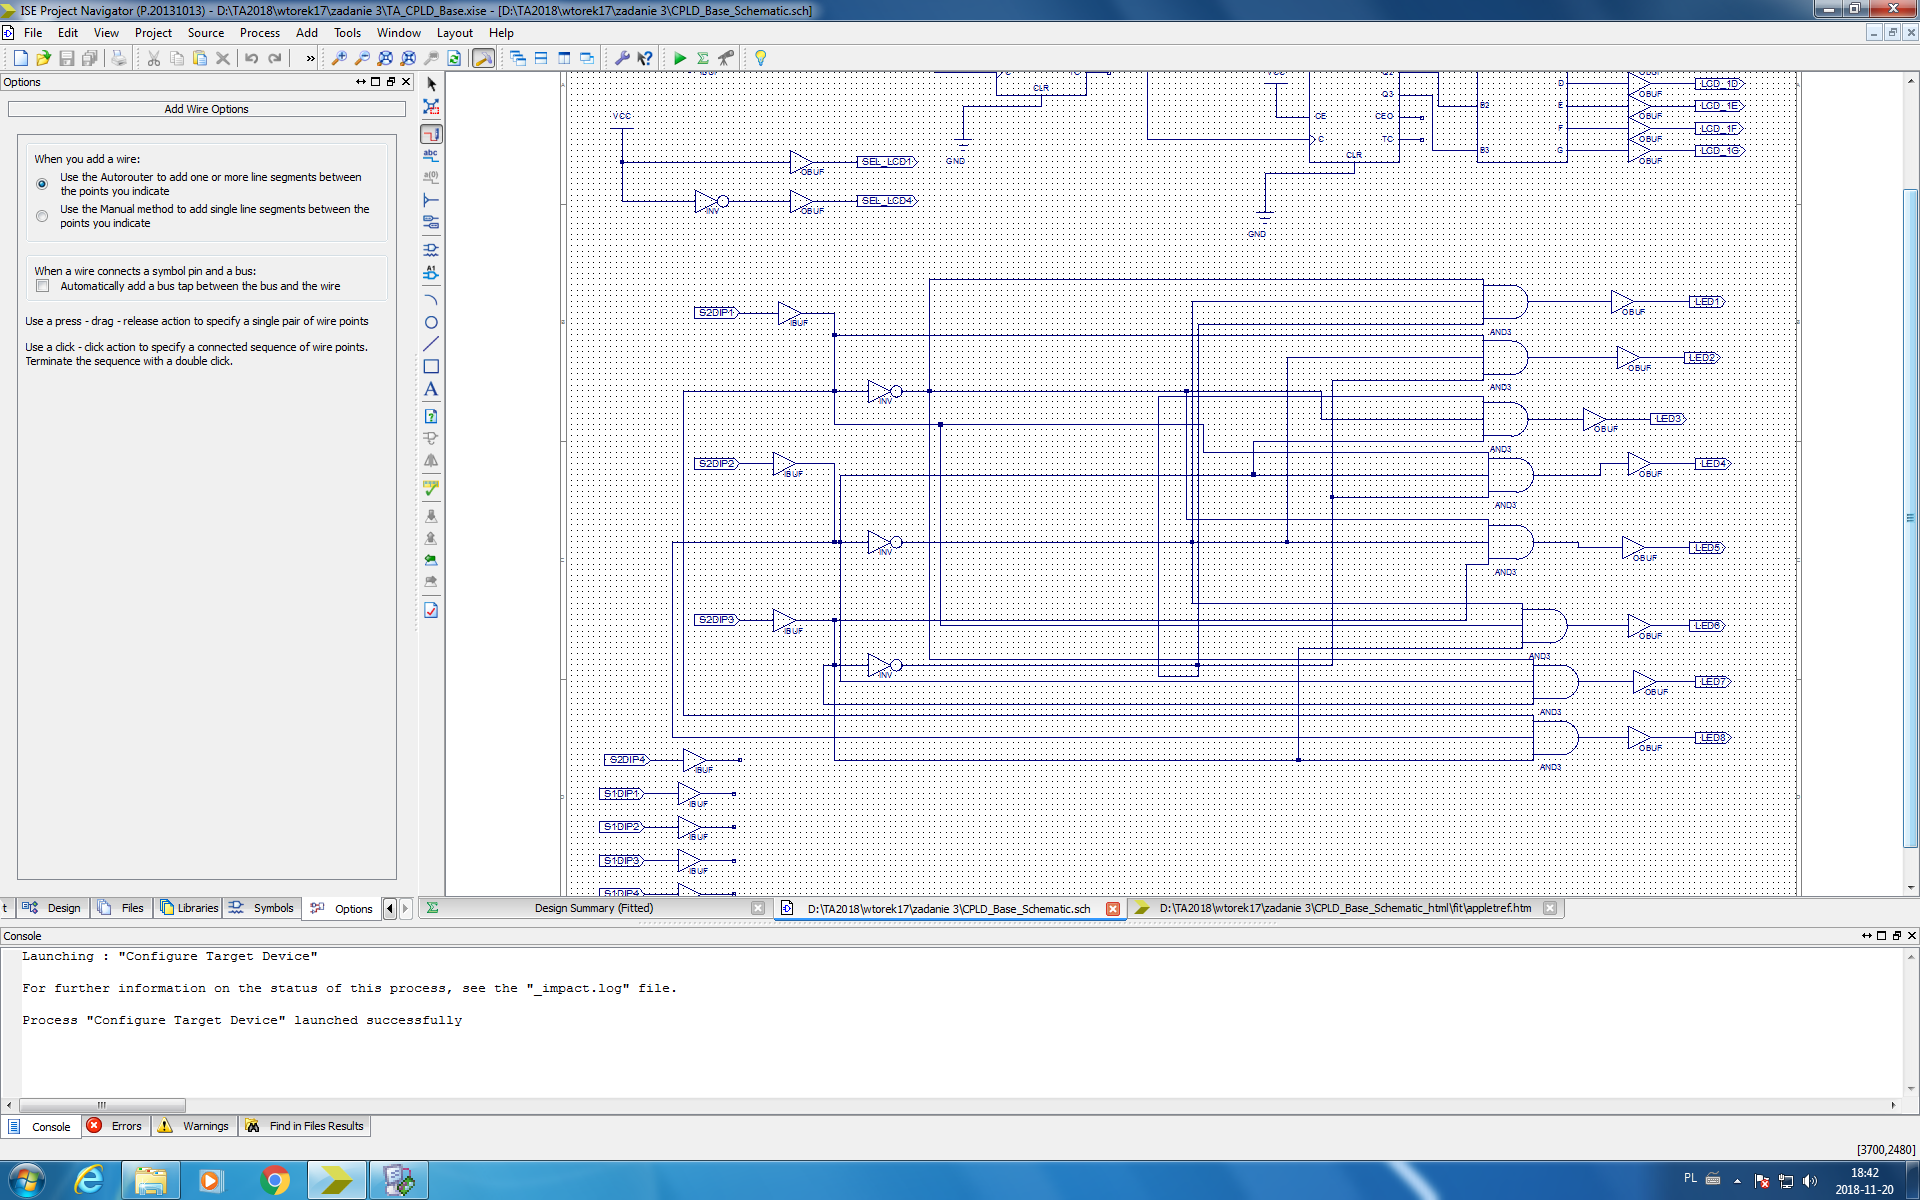 ISE Project Navigator (P.20131013) - D:\TA2018\wtorek17\zadanie 3\TA_CPLD_Base.xise - [D:\TA2018\wtorek17\zadanie 3\CPLD_Base_Schematic.sch]
File Edit View Project Source Process Add Tools Window Layout Help
Options
Add Wire Options
When you add a wire:
Use the Autorouter to add one or more line segments between
the points you indicate
Use the Manual method to add single line segments between the
points you indicate
When a wire connects a symbol pin and a bus:
Automatically add a bus tap between the bus and the wire
Use a press - drag - release action to specify a single pair of wire points
Use a click - click action to specify a connected sequence of wire points.
Terminate the sequence with a double click.
CLR
GND
VCC
OBUF
SEL_LCD1
INV
OBUF
SEL_LCD4
Q3
CE
CEO
C
TC
CLR
GND
B2
B3
D
E
F
G
OBUF
OBUF
OBUF
OBUF
LCD_1D
LCD_1E
LCD_1F
LCD_1G
S2DIP1
IBUF
AND3
OBUF
LED1
AND3
OBUF
LED2
INV
AND3
OBUF
LED3
S2DIP2
IBUF
AND3
OBUF
LED4
INV
AND3
OBUF
LED5
S2DIP3
IBUF
AND3
OBUF
LED6
INV
AND3
OBUF
LED7
AND3
OBUF
LED8
S2DIP4
IBUF
S1DIP1
IBUF
S1DIP2
IBUF
S1DIP3
IBUF
S1DIP4
t Design Files Libraries Symbols Options
Design Summary (Fitted)
D:\TA2018\wtorek17\zadanie 3\CPLD_Base_Schematic.sch
D:\TA2018\wtorek17\zadanie 3\CPLD_Base_Schematic_html\fit\appletref.htm
Console
Launching : "Configure Target Device"
For further information on the status of this process, see the "_impact.log" file.
Process "Configure Target Device" launched successfully
Console Errors Warnings Find in Files Results
[3700,2480]
PL
18:42
2018-11-20